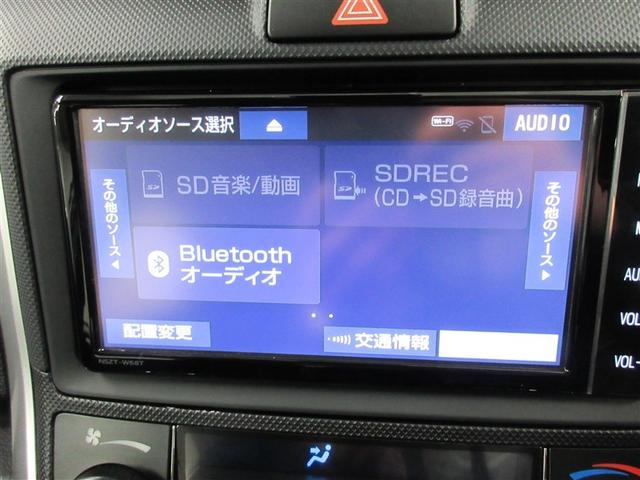 オーディオソース選択
Wi-Fi
AUDIO
SD音楽/動画
SDREC
(CD→SD録音曲)
その他のソース
その他のソース
Bluetooth
オーディオ
配置変更
交通情報
NSZT-W68T
AU
VOL
VOL-